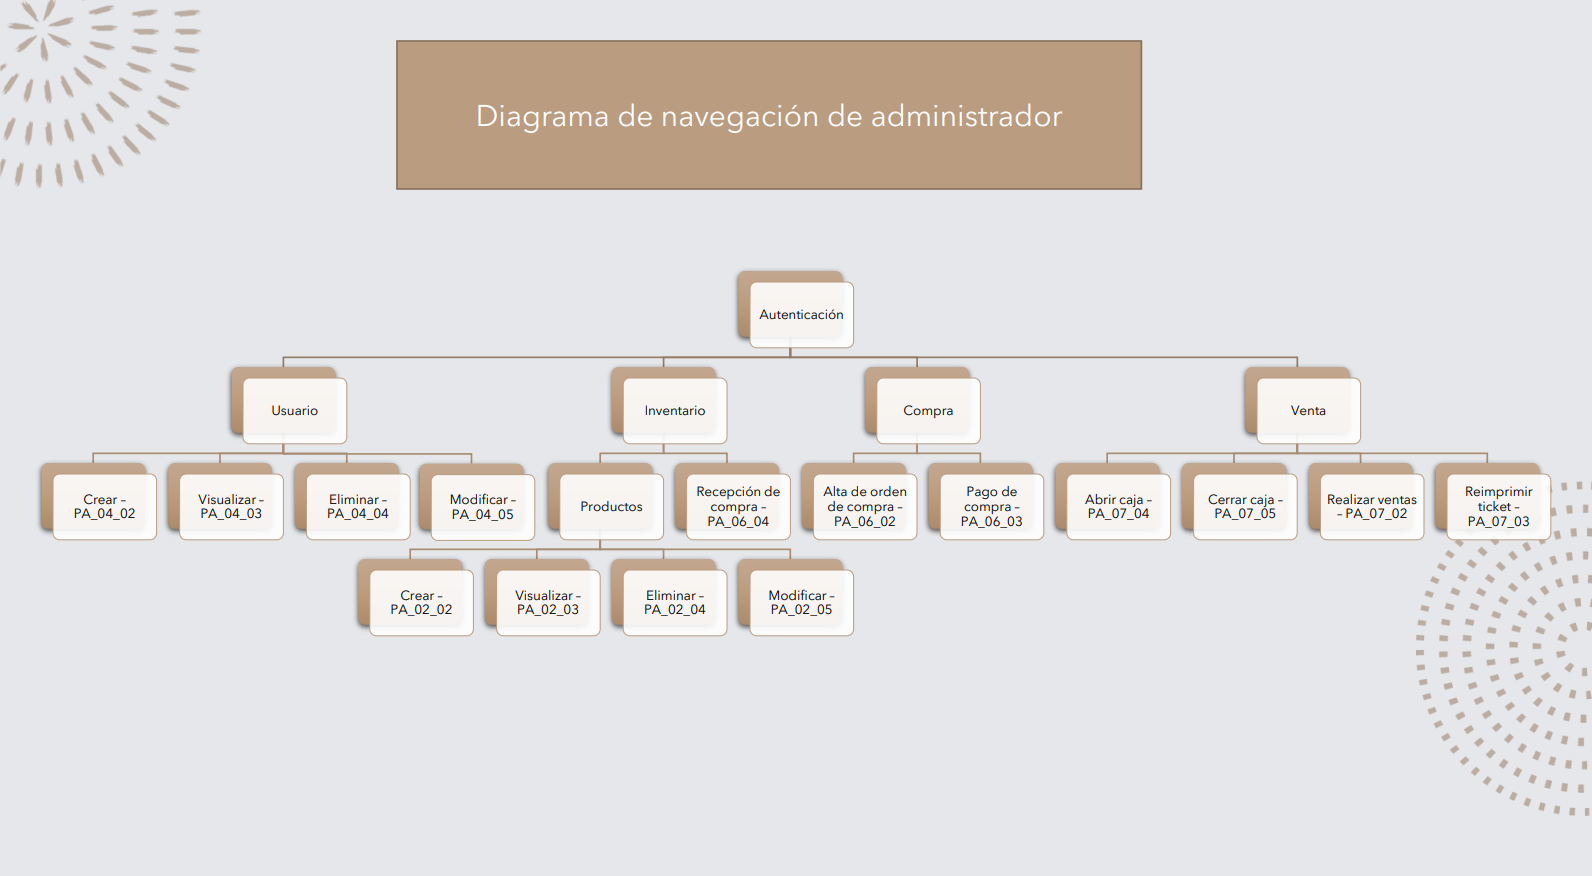 Diagrama de navegación de administrador
Autenticación
Usuario
Inventario
Compra
Venta
Crear –
PA_04_02
Visualizar –
PA_04_03
Eliminar –
PA_04_04
Modificar –
PA_04_05
Productos
Recepción de
compra –
PA_06_04
Alta de orden
de compra –
PA_06_02
Pago de
compra –
PA_06_03
Abrir caja –
PA_07_04
Cerrar caja –
PA_07_05
Realizar ventas
– PA_07_02
Reimprimir
ticket –
PA_07_03
Crear –
PA_02_02
Visualizar –
PA_02_03
Eliminar –
PA_02_04
Modificar –
PA_02_05